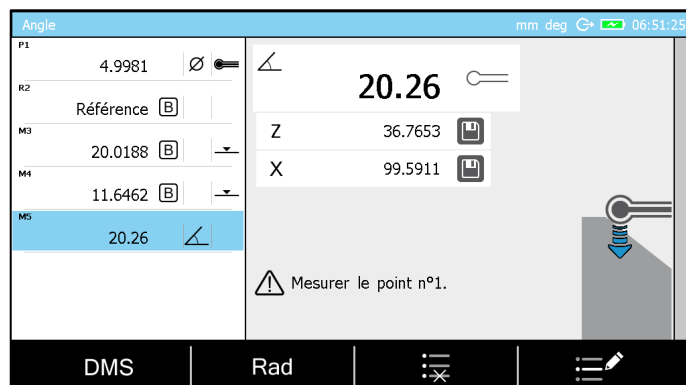 Angle
mm deg 06:51:25
P1
4.9981 Ø
R2
Référence B
M3
20.0188 B
M4
11.6462 B
M5
20.26
20.26
Z 36.7653
X 99.5911
Mesurer le point nº1.
DMS
Rad